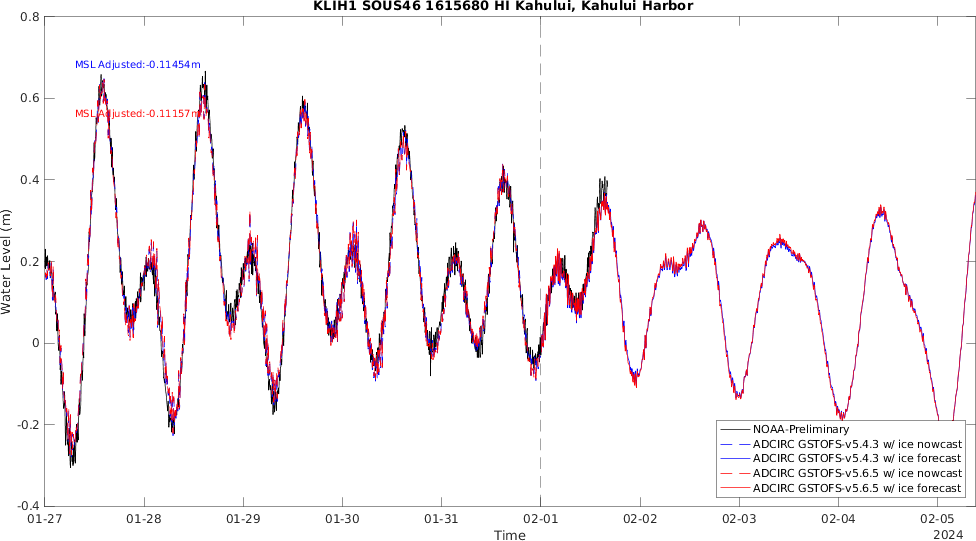 KLIH1 SOUS46 1615680 HI Kahului, Kahului Harbor
0.8
0.6
0.4
0.2
0
-0.2
-0.4
Water Level (m)
MSL Adjusted:-0.11454m
MSL Adjusted:-0.11157m
NOAA-Preliminary
ADCIRC GSTOFS-v5.4.3 w/ ice nowcast
ADCIRC GSTOFS-v5.4.3 w/ ice forecast
ADCIRC GSTOFS-v5.6.5 w/ ice nowcast
ADCIRC GSTOFS-v5.6.5 w/ ice forecast
01-27 01-28 01-29 01-30 01-31 02-01 02-02 02-03 02-04 02-05
Time
2024